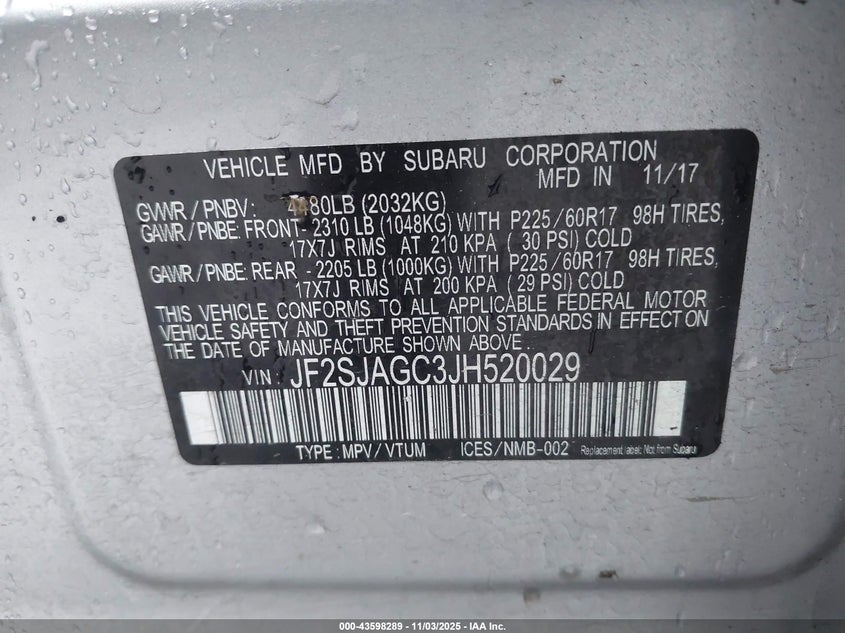 VEHICLE MFD BY SUBARU CORPORATION
MFD IN 11/17
GVWR / PNBV: 4480LB (2032KG)
GAWR / PNBE: FRONT- 2310 LB (1048KG) WITH P225/60R17 98H TIRES,
17X7J RIMS AT 210 KPA ( 30 PSI) COLD
GAWR / PNBE: REAR - 2205 LB (1000KG) WITH P225/60R17 98H TIRES,
17X7J RIMS AT 200 KPA ( 29 PSI) COLD
THIS VEHICLE CONFORMS TO ALL APPLICABLE FEDERAL MOTOR
VEHICLE SAFETY AND THEFT PREVENTION STANDARDS IN EFFECT ON
THE DATE OF MANUFACTURE SHOWN ABOVE.
VIN: JF2SJAGC3JH520029
TYPE: MPV/VTUM ICES/NMB-002 Replacement label: Not from Subaru
000-43598289 - 11/03/2025 - IAA Inc.